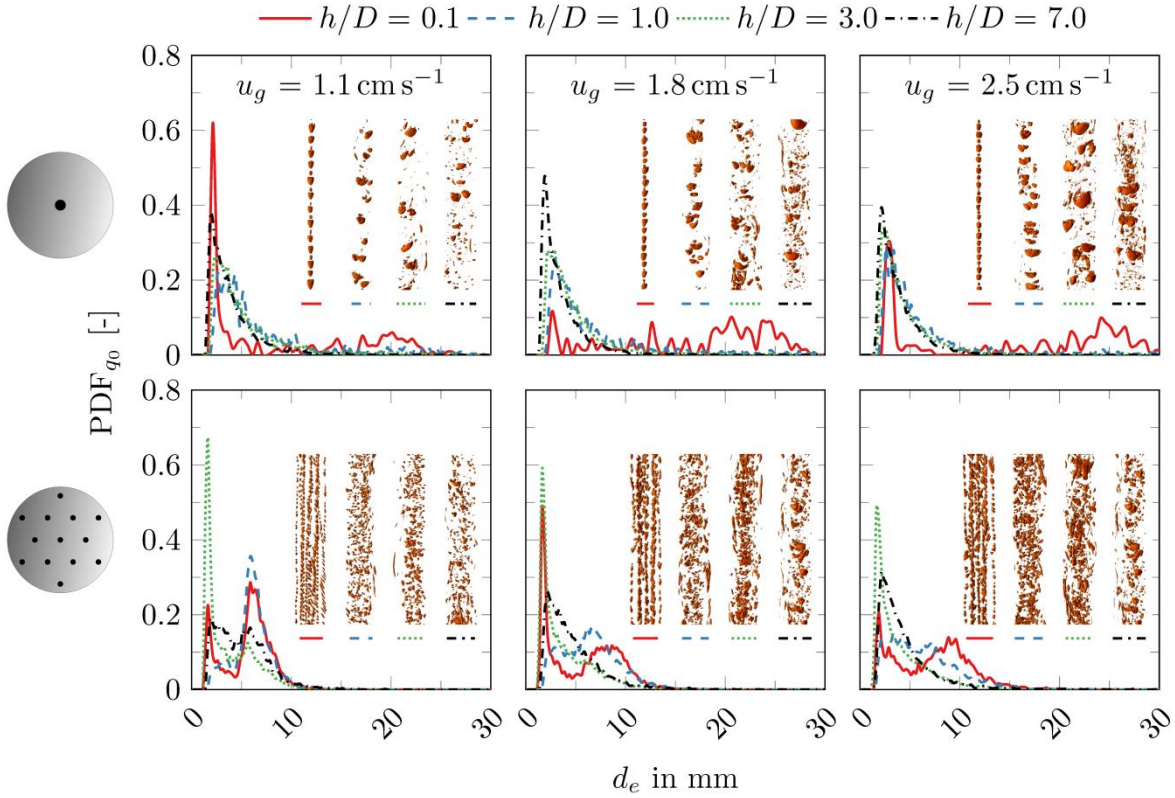 h/D = 0.1 h/D = 1.0 h/D = 3.0 h/D = 7.0
u_g = 1.1 cm s⁻¹ u_g = 1.8 cm s⁻¹ u_g = 2.5 cm s⁻¹
0.8
0.6
0.4
0.2
0
PDF_{q_0} [-]
0.8
0.6
0.4
0.2
0
0 10 20 30 0 10 20 30 0 10 20 30
d_e in mm